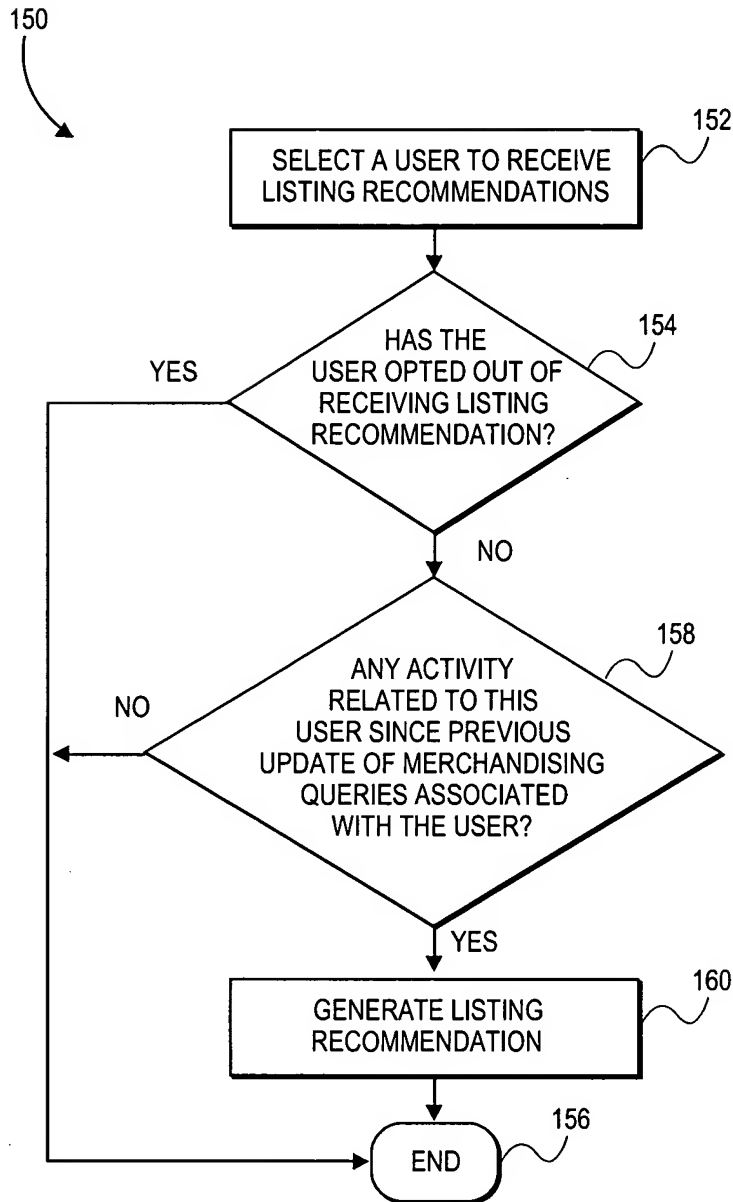 150
152
SELECT A USER TO RECEIVE
LISTING RECOMMENDATIONS
154
HAS THE
USER OPTED OUT OF
RECEIVING LISTING
RECOMMENDATION?
YES
NO
158
ANY ACTIVITY
RELATED TO THIS
USER SINCE PREVIOUS
UPDATE OF MERCHANDISING
QUERIES ASSOCIATED
WITH THE USER?
NO
YES
160
GENERATE LISTING
RECOMMENDATION
156
END